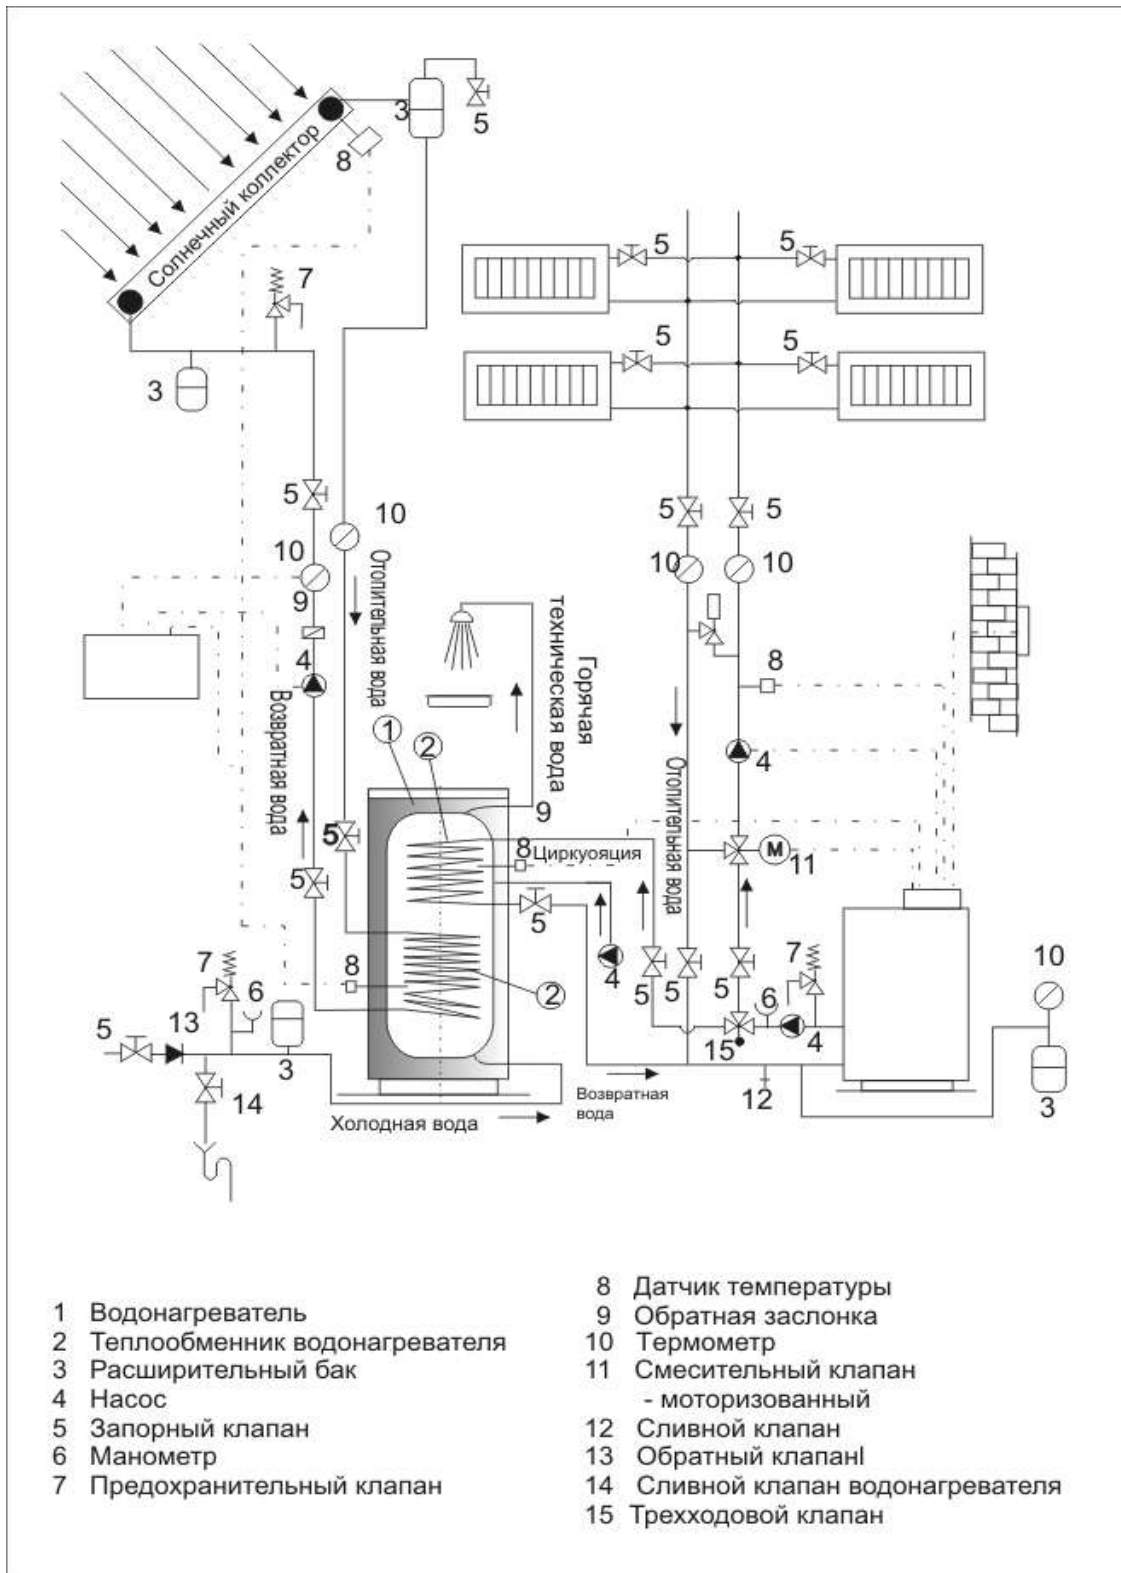 3
5
8
Солнечный коллектор
7
3
5
5
5
5
5
10
10
9
4
Отопительная вода
Возвратная вода
5
5
10
10
8
4
Горячая
техническая вода
Отопительная вода
1
2
9
5
8
Циркуояция
M
11
5
5
4
8
2
5
5
5
7
6
15
4
10
3
12
7
6
5
13
3
14
Холодная вода
Возвратная
вода
1 Водонагреватель
2 Теплообменник водонагревателя
3 Расширительный бак
4 Насос
5 Запорный клапан
6 Манометр
7 Предохранительный клапан
8 Датчик температуры
9 Обратная заслонка
10 Термометр
11 Смесительный клапан
- моторизованный
12 Сливной клапан
13 Обратный клапанl
14 Сливной клапан водонагревателя
15 Трехходовой клапан